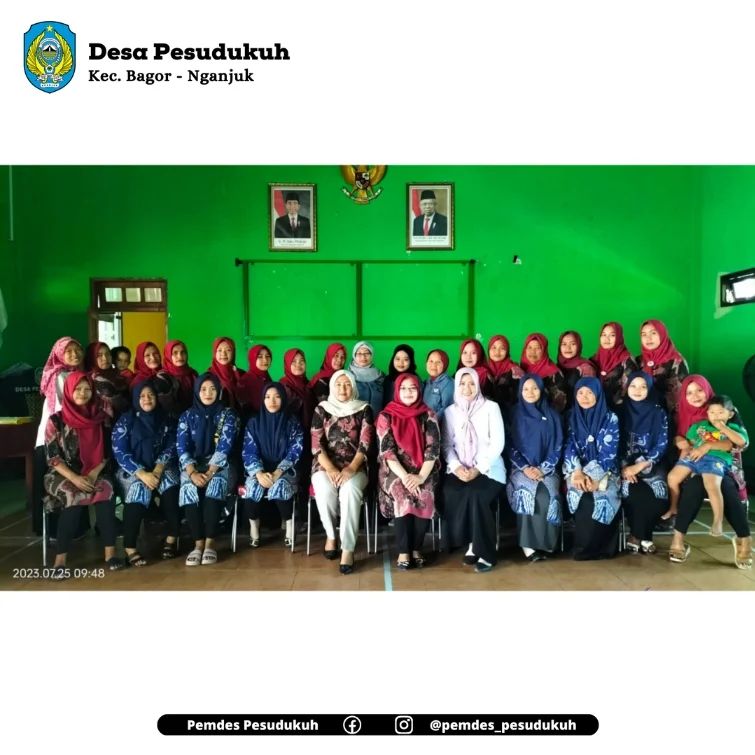 Desa Pesudukuh
Kec. Bagor - Nganjuk
2023.07.25 09:48
Pemdes Pesudukuh
@pemdes_pesudukuh